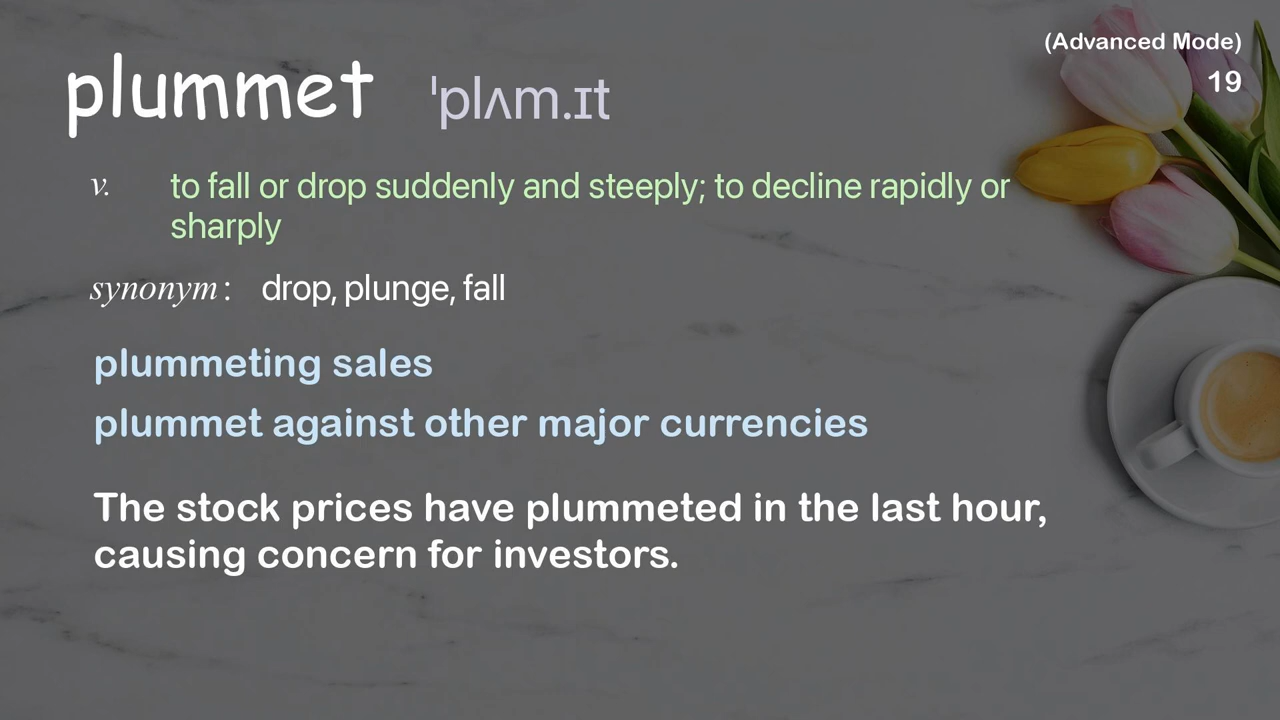 (Advanced Mode)
19
plummet ˈplʌm.ɪt
v. to fall or drop suddenly and steeply; to decline rapidly or
sharply
synonym : drop, plunge, fall
plummeting sales
plummet against other major currencies
The stock prices have plummeted in the last hour,
causing concern for investors.